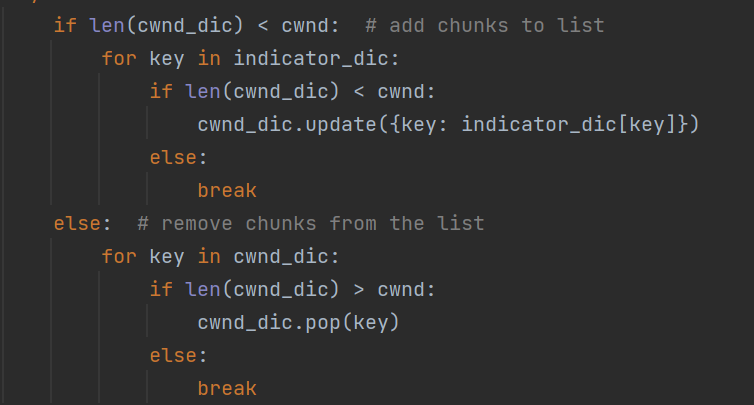 if len(cwnd_dic) < cwnd:  # add chunks to list
for key in indicator_dic:
if len(cwnd_dic) < cwnd:
cwnd_dic.update({key: indicator_dic[key]})
else:
break
else:  # remove chunks from the list
for key in cwnd_dic:
if len(cwnd_dic) > cwnd:
cwnd_dic.pop(key)
else:
break